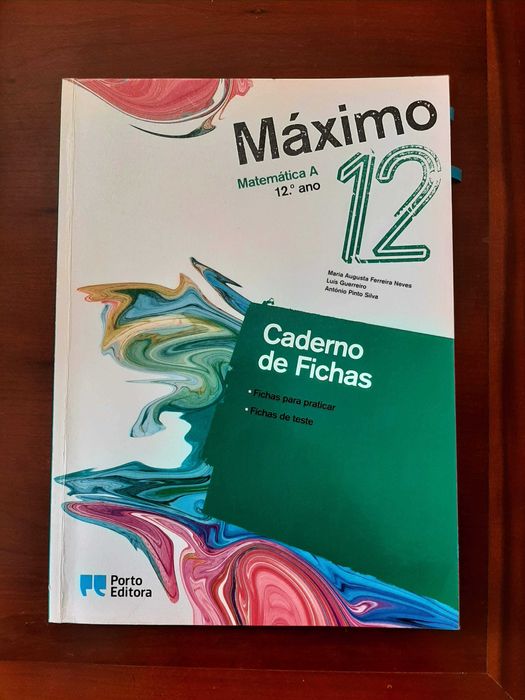 Máximo
Matemática A
12.º ano
12
Maria Augusta Ferreira Neves
Luís Guerreiro
António Pinto Silva
Caderno
de Fichas
• Fichas para praticar
• Fichas de teste
Porto
Editora